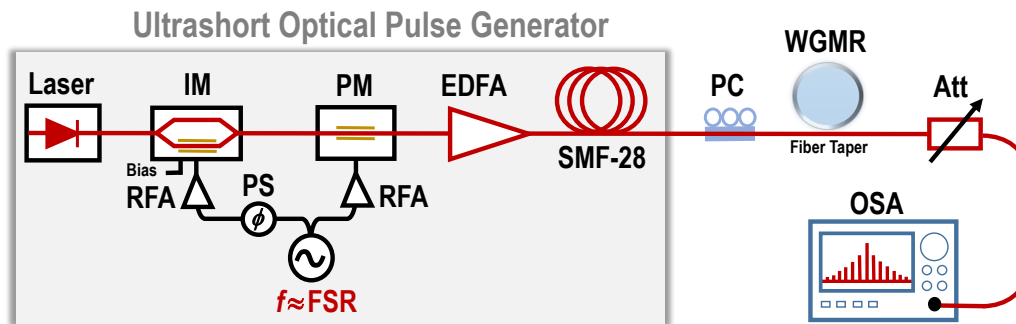 Ultrashort Optical Pulse Generator
Laser
IM
PM
EDFA
SMF-28
PC
WGMR
Fiber Taper
Att
Bias
RFA
PS
ϕ
RFA
f≈FSR
OSA